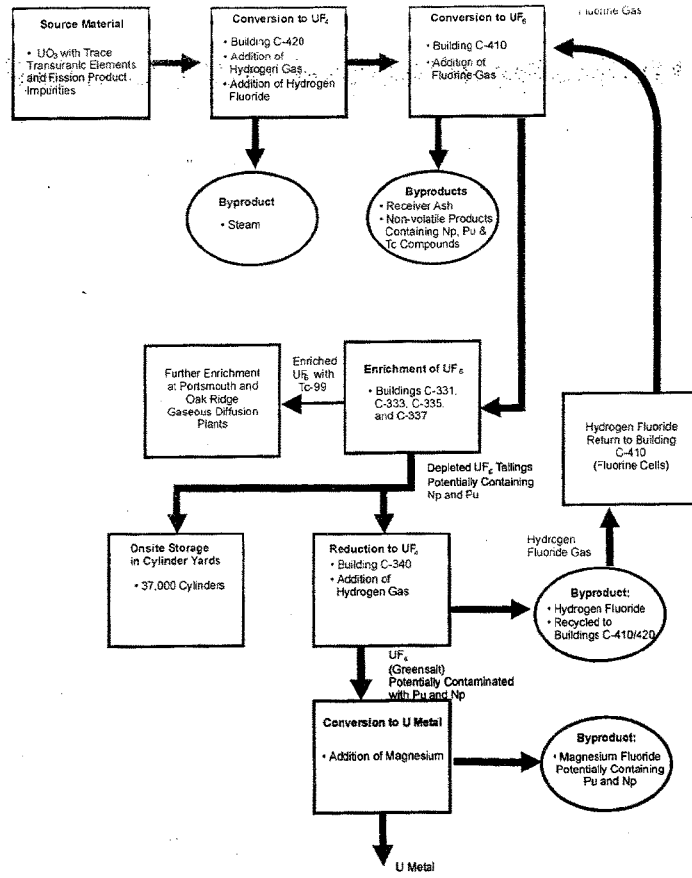 Fluorine Gas
Source Material
• UO₃ with Trace
Transuranic Elements
and Fission Product
Impurities
Conversion to UF₄
• Building C-420
• Addition of
Hydrogen Gas
• Addition of Hydrogen
Fluoride
Conversion to UF₆
• Building C-410
• Addition of
Fluorine Gas
Byproduct
• Steam
Byproducts
• Receiver Ash
• Non-volatile Products
Containing Np, Pu &
Tc Compounds
Further Enrichment
at Portsmouth and
Oak Ridge
Gaseous Diffusion
Plants
Enriched
UF₆ with
Tc-99
Enrichment of UF₆
• Buildings C-331,
C-333, C-335,
and C-337
Hydrogen Fluoride
Return to Building
C-410
(Fluorine Cells)
Depleted UF₆ Tailings
Potentially Containing
Np and Pu
Onsite Storage
in Cylinder Yards
• 37,000 Cylinders
Reduction to UF₄
• Building C-340
• Addition of
Hydrogen Gas
Hydrogen
Fluoride Gas
Byproduct:
• Hydrogen Fluoride
• Recycled to
Buildings C-410/420
UF₄
(Greensalt)
Potentially Contaminated
with Pu and Np
Conversion to U Metal
• Addition of Magnesium
Byproduct:
• Magnesium Fluoride
Potentially Containing
Pu and Np
U Metal